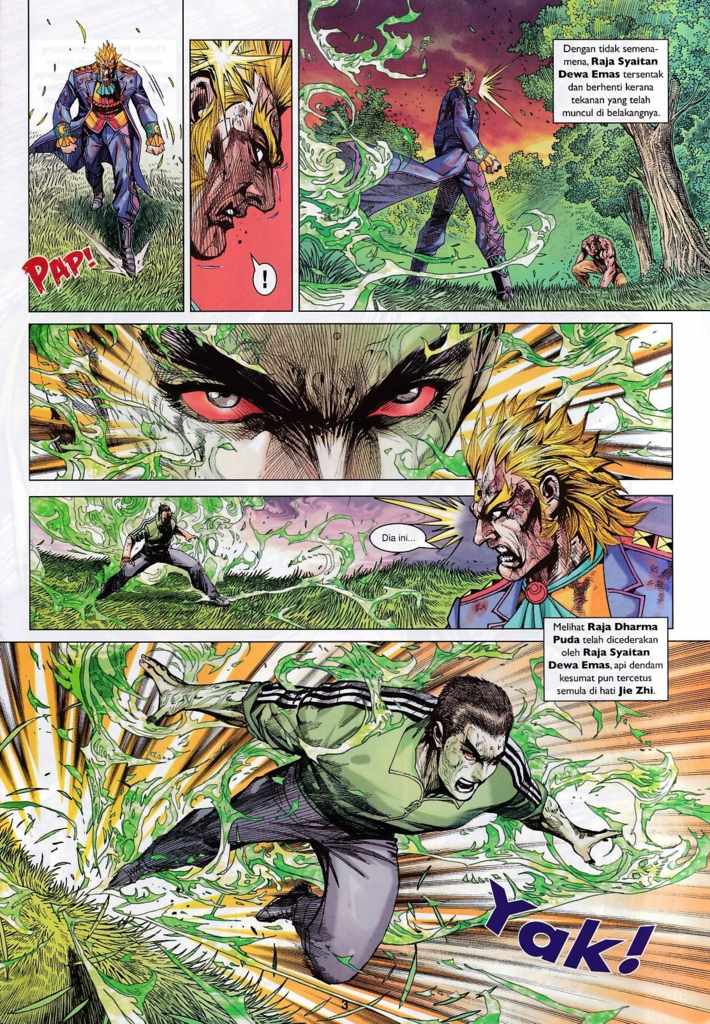 PAP!
!
Dengan tidak semena-
mena, Raja Syaitan
Dewa Emas tersentak
dan berhenti kerana
tekanan yang telah
muncul di belakangnya.
Dia ini...
Melihat Raja Dharma
Puda telah dicederakan
oleh Raja Syaitan
Dewa Emas, api dendam
kesumat pun tercetus
semula di hati Jie Zhi.
Yak!
3